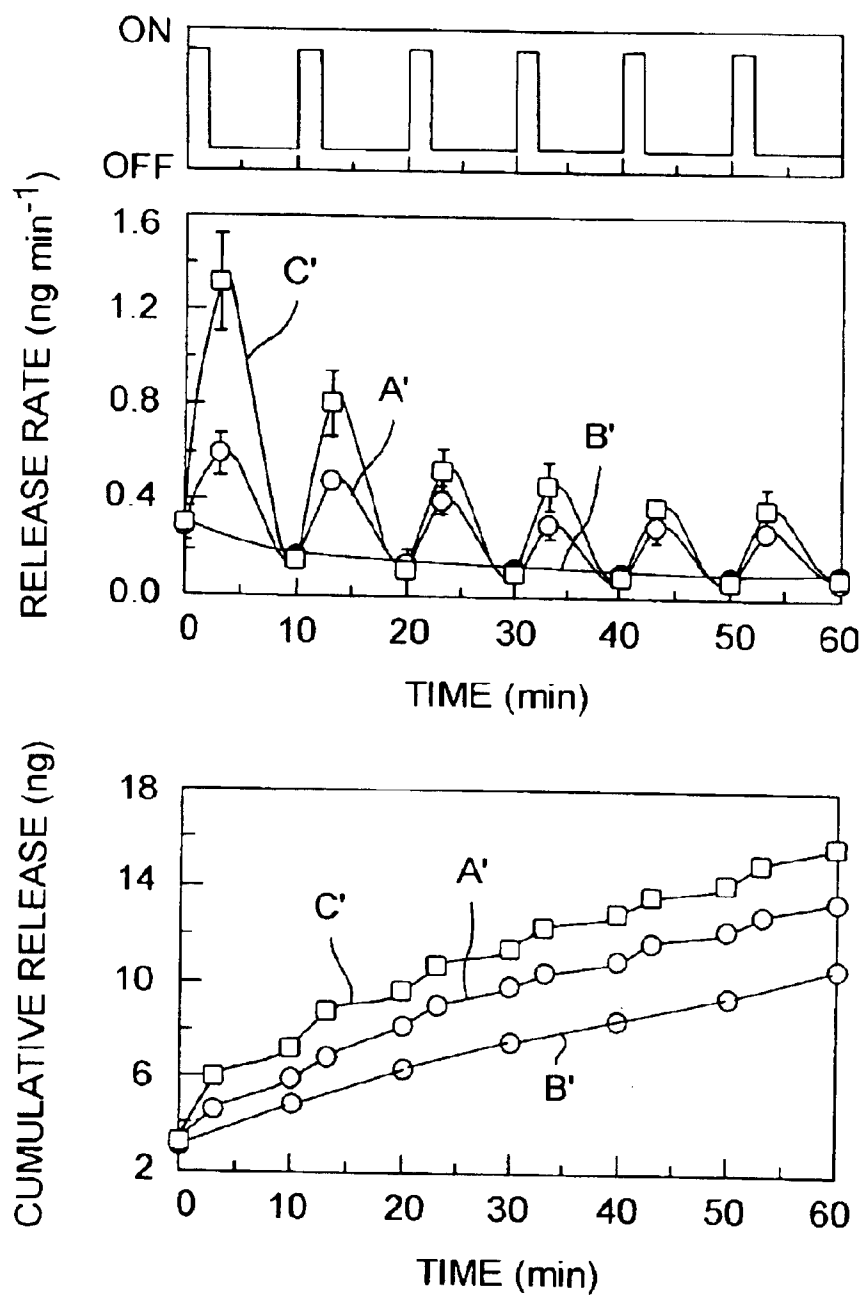 ON
OFF
RELEASE RATE (ng min⁻¹)
1.6
1.2
0.8
0.4
0.0
C'
A'
B'
0 10 20 30 40 50 60
TIME (min)
CUMULATIVE RELEASE (ng)
18
14
10
6
2
C'
A'
B'
0 10 20 30 40 50 60
TIME (min)